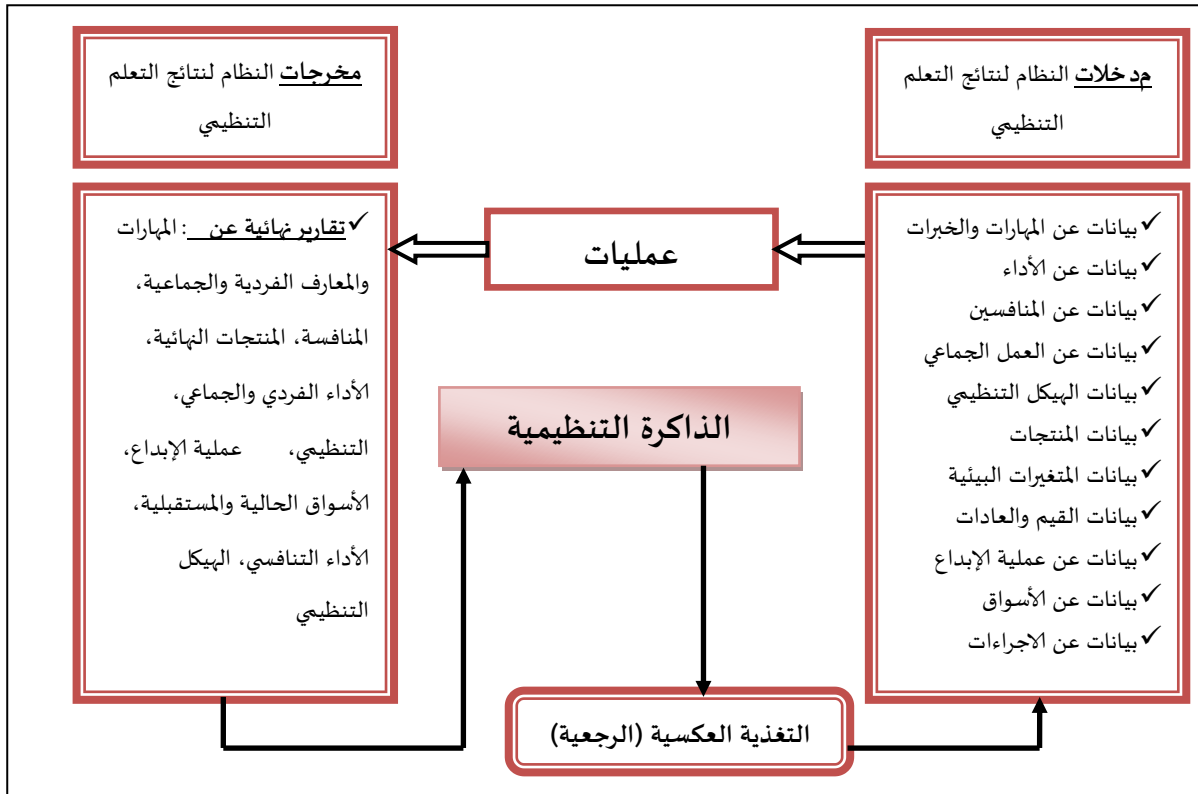 مدخلات النظام لنتائج التعلم
التنظيمي
✓بيانات عن المهارات والخبرات
✓بيانات عن الأداء
✓بيانات عن المنافسين
✓بيانات عن العمل الجماعي
✓بيانات الهيكل التنظيمي
✓بيانات المنتجات
✓بيانات المتغيرات البيئية
✓بيانات القيم والعادات
✓بيانات عن عملية الإبداع
✓بيانات عن الأسواق
✓بيانات عن الاجراءات
عمليات
مخرجات النظام لنتائج التعلم
التنظيمي
✓تقارير نهائية عن : المهارات
والمعارف الفردية والجماعية،
المنافسة، المنتجات النهائية،
الأداء الفردي والجماعي،
التنظيمي، عملية الإبداع،
الأسواق الحالية والمستقبلية،
الأداء التنافسي، الهيكل
التنظيمي
الذاكرة التنظيمية
التغذية العكسية (الرجعية)